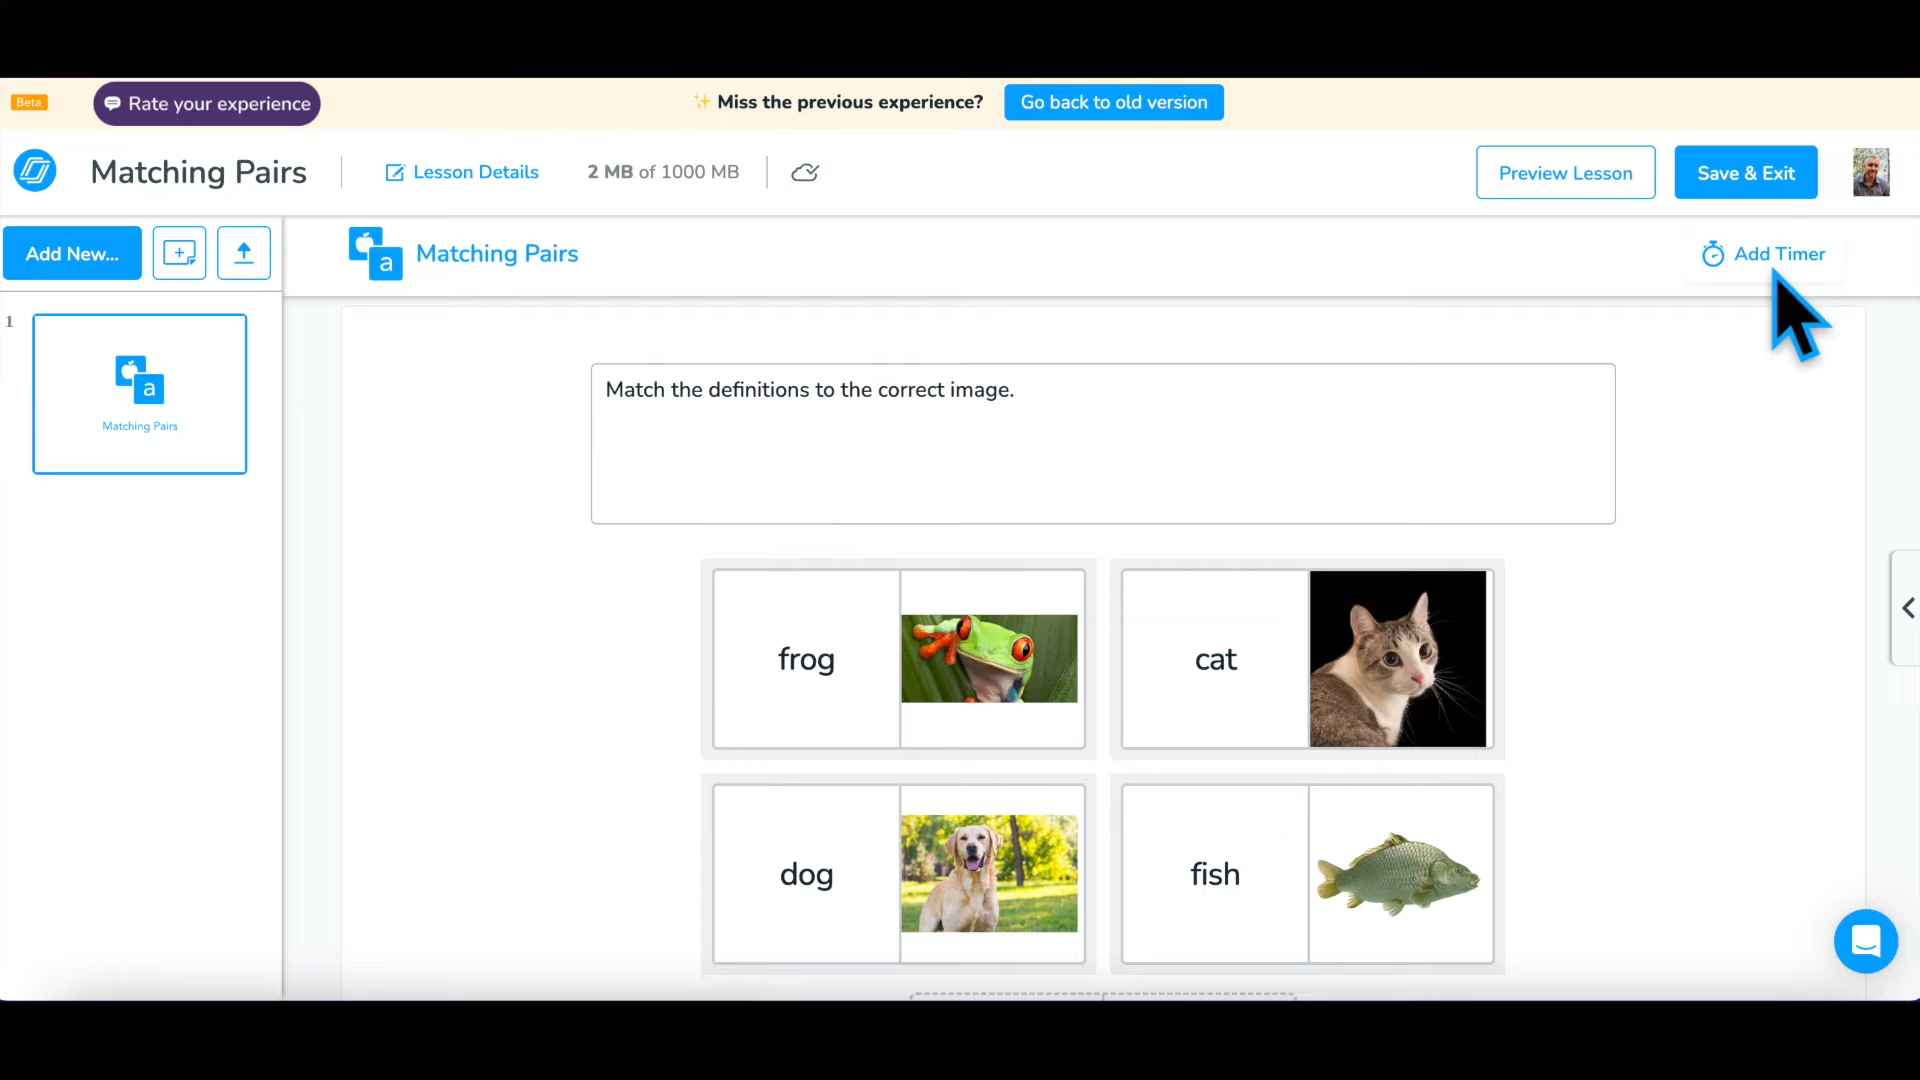 Beta
Rate your experience
Miss the previous experience?
Go back to old version
Matching Pairs
Lesson Details
2 MB of 1000 MB
Preview Lesson
Save & Exit
Add New...
Matching Pairs
Add Timer
1
a
Matching Pairs
a
Match the definitions to the correct image.
frog
cat
dog
fish